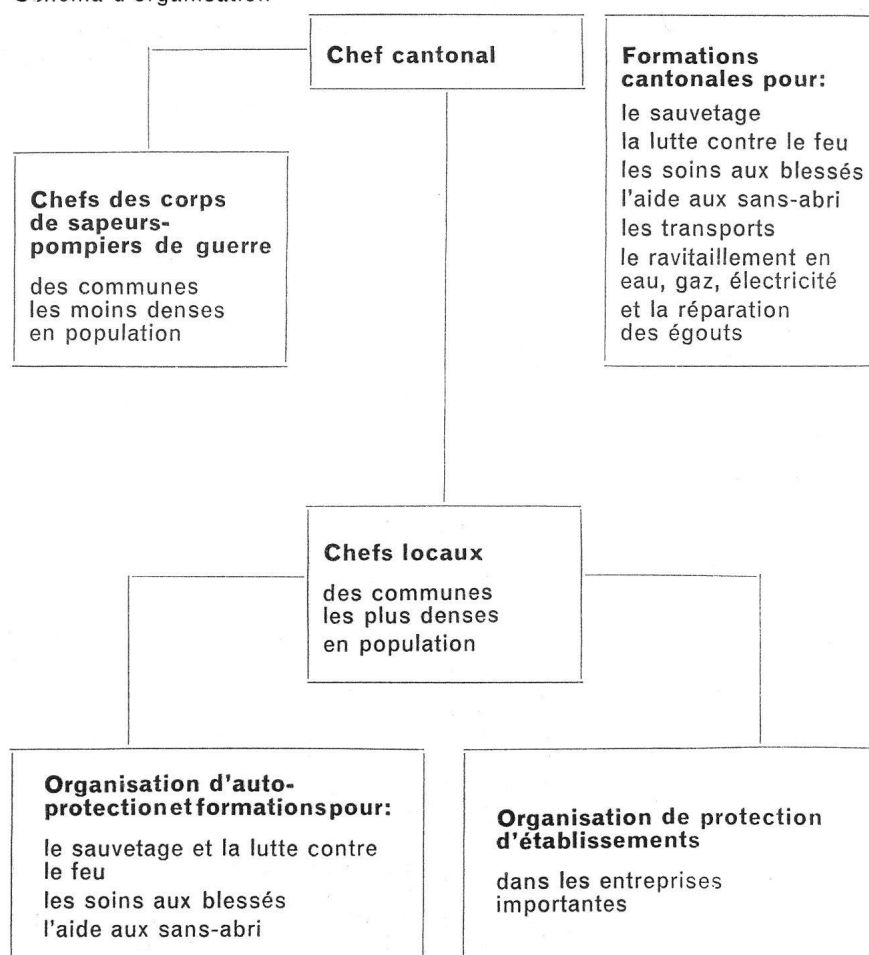 Schéma d'organisation
Chef cantonal
Formations
cantonales pour:
le sauvetage
la lutte contre le feu
les soins aux blessés
l'aide aux sans-abri
les transports
le ravitaillement en
eau, gaz, électricité
et la réparation
des égouts
Chefs des corps
de sapeurs-
pompiers de guerre
des communes
les moins denses
en population
Chefs locaux
des communes
les plus denses
en population
Organisation d'auto-
protection et formations pour:
le sauvetage et la lutte contre
le feu
les soins aux blessés
l'aide aux sans-abri
Organisation de protection
d'établissements
dans les entreprises
importantes